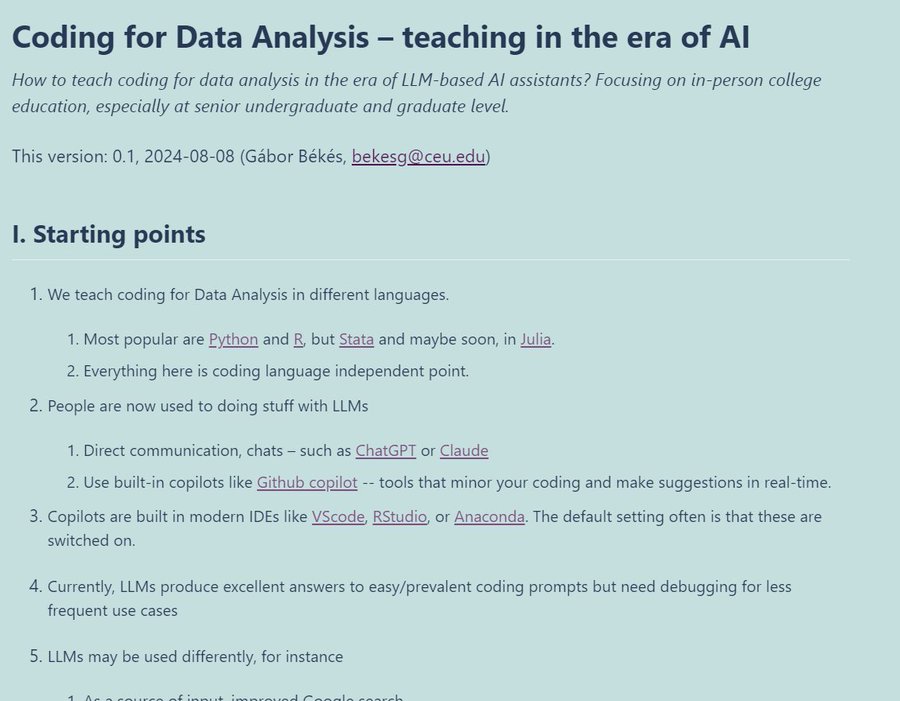 Coding for Data Analysis – teaching in the era of AI
How to teach coding for data analysis in the era of LLM-based AI assistants? Focusing on in-person college
education, especially at senior undergraduate and graduate level.
This version: 0.1, 2024-08-08 (Gábor Békés, bekesg@ceu.edu)
I. Starting points
1. We teach coding for Data Analysis in different languages.
1. Most popular are Python and R, but Stata and maybe soon, in Julia.
2. Everything here is coding language independent point.
2. People are now used to doing stuff with LLMs
1. Direct communication, chats – such as ChatGPT or Claude
2. Use built-in copilots like Github copilot -- tools that minor your coding and make suggestions in real-time.
3. Copilots are built in modern IDEs like VScode, RStudio, or Anaconda. The default setting often is that these are
switched on.
4. Currently, LLMs produce excellent answers to easy/prevalent coding prompts but need debugging for less
frequent use cases
5. LLMs may be used differently, for instance
1. As a source of input, improved Google search